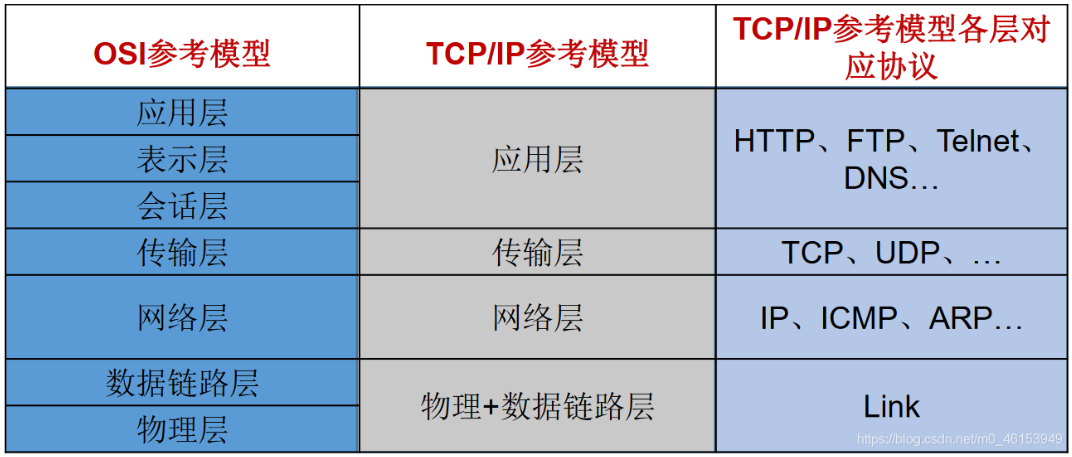 OSI参考模型
TCP/IP参考模型
TCP/IP参考模型各层对
应协议
应用层
表示层
会话层
应用层
HTTP、FTP、Telnet、
DNS…
传输层
传输层
TCP、UDP、…
网络层
网络层
IP、ICMP、ARP…
数据链路层
物理层
物理+数据链路层
Link
https://blog.csdn.net/m0_46153949